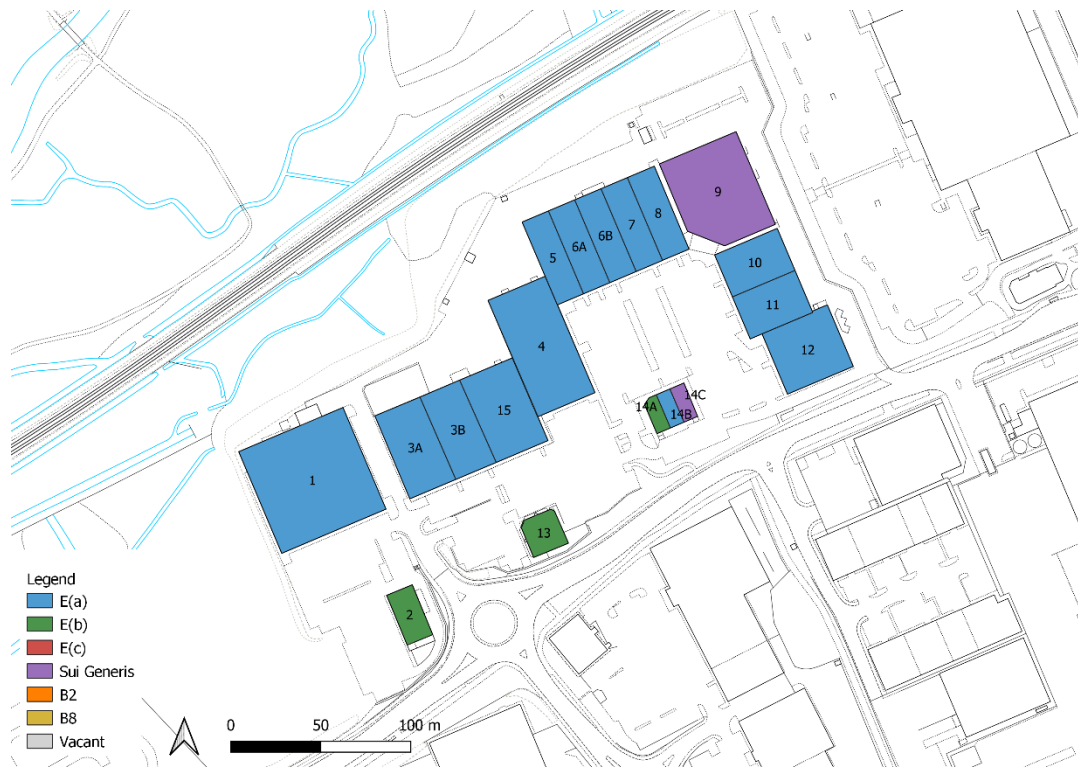 9
8
7
6B
6A
5
10
11
12
4
14C
14A
14B
15
3B
3A
1
13
2
Legend
E(a)
E(b)
E(c)
Sui Generis
B2
B8
Vacant
0 50 100 m